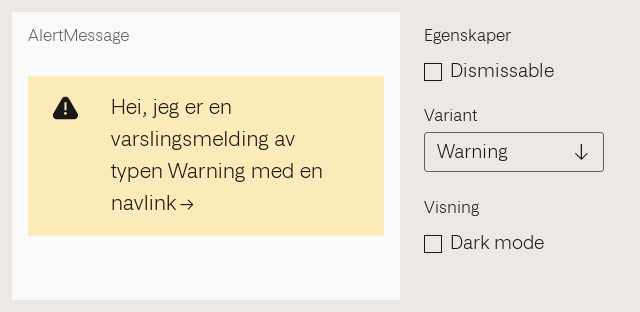 AlertMessage
Hei, jeg er en
varslingsmelding av
typen Warning med en
navlink→
Egenskaper
Dismissable
Variant
Warning
Visning
Dark mode